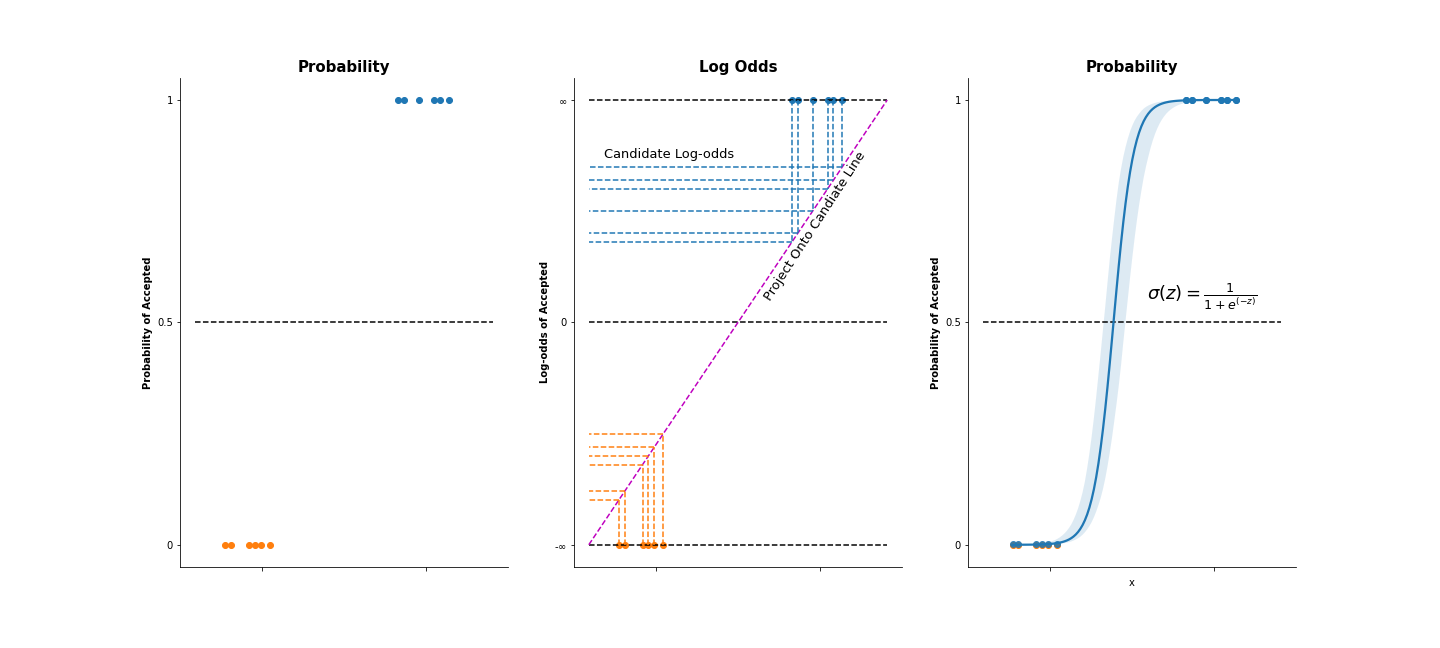 Probability
1
0.5
0
Probability of Accepted
Log Odds
∞
0
-∞
Log-odds of Accepted
Candidate Log-odds
Project Onto Candiate Line
Probability
1
0.5
0
Probability of Accepted
σ(z) = 1/(1 + e^(−z))
x